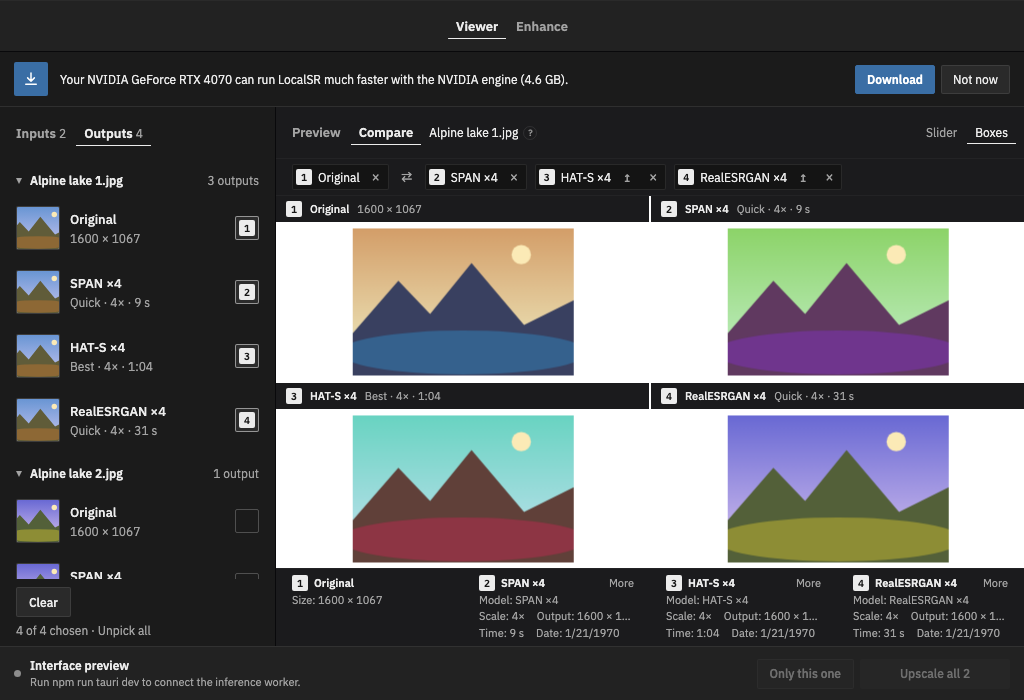 Viewer Enhance
Your NVIDIA GeForce RTX 4070 can run LocalSR much faster with the NVIDIA engine (4.6 GB).
Download Not now
Inputs 2 Outputs 4
Preview Compare Alpine lake 1.jpg ?
Slider Boxes
1 Original × ⇄ 2 SPAN ×4 × 3 HAT-S ×4 ↥ × 4 RealESRGAN ×4 ↥ ×
▾ Alpine lake 1.jpg 3 outputs
Original
1600 × 1067
1
SPAN ×4
Quick · 4× · 9 s
2
HAT-S ×4
Best · 4× · 1:04
3
RealESRGAN ×4
Quick · 4× · 31 s
4
▾ Alpine lake 2.jpg 1 output
Original
1600 × 1067
SPAN ×4
Clear
4 of 4 chosen · Unpick all
1 Original 1600 × 1067
2 SPAN ×4 Quick · 4× · 9 s
3 HAT-S ×4 Best · 4× · 1:04
4 RealESRGAN ×4 Quick · 4× · 31 s
1 Original
Size: 1600 × 1067
2 SPAN ×4 More
Model: SPAN ×4
Scale: 4× Output: 1600 × 1...
Time: 9 s Date: 1/21/1970
3 HAT-S ×4 More
Model: HAT-S ×4
Scale: 4× Output: 1600 × 1...
Time: 1:04 Date: 1/21/1970
4 RealESRGAN ×4 More
Model: RealESRGAN ×4
Scale: 4× Output: 1600 × 1...
Time: 31 s Date: 1/21/1970
Interface preview
Run npm run tauri dev to connect the inference worker.
Only this one Upscale all 2